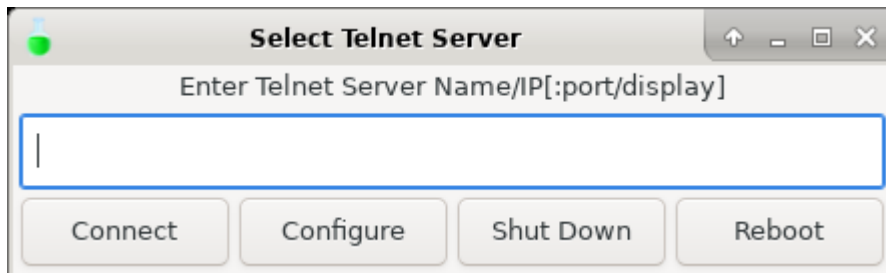 Select Telnet Server
Enter Telnet Server Name/IP[:port/display]
Connect Configure Shut Down Reboot